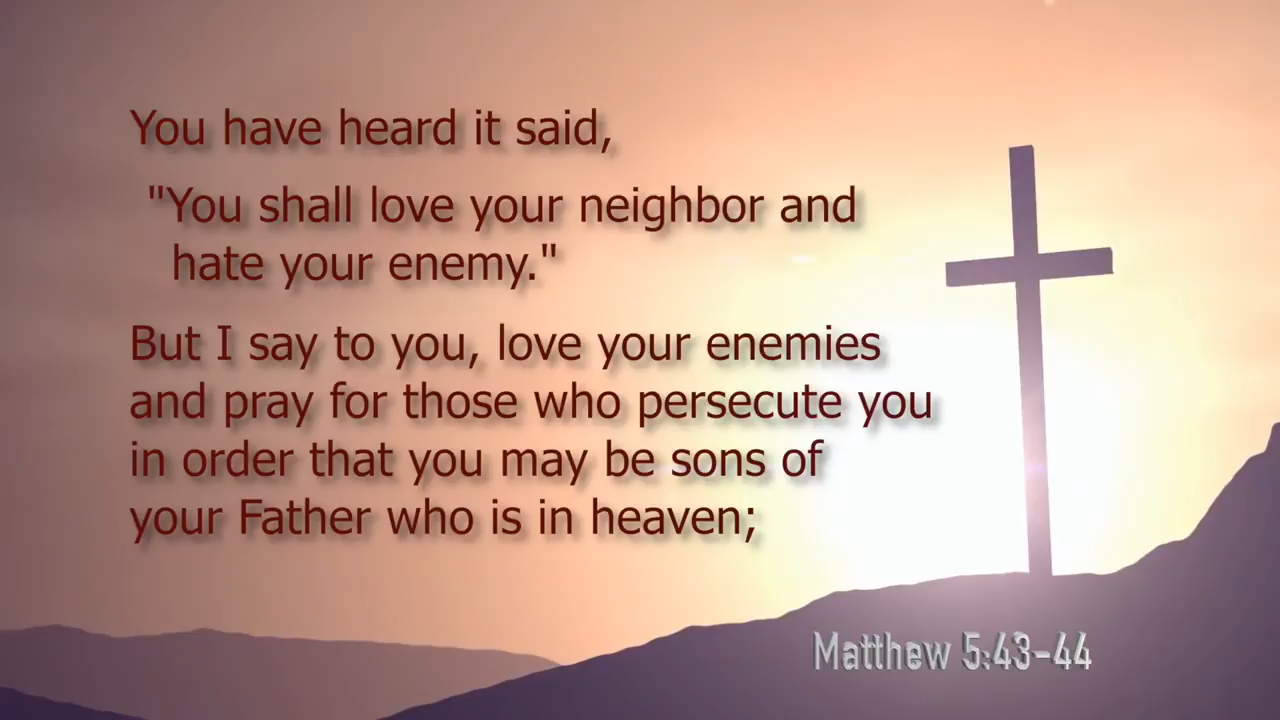 You have heard it said,
"You shall love your neighbor and
hate your enemy."
But I say to you, love your enemies
and pray for those who persecute you
in order that you may be sons of
your Father who is in heaven;
Matthew 5:43-44